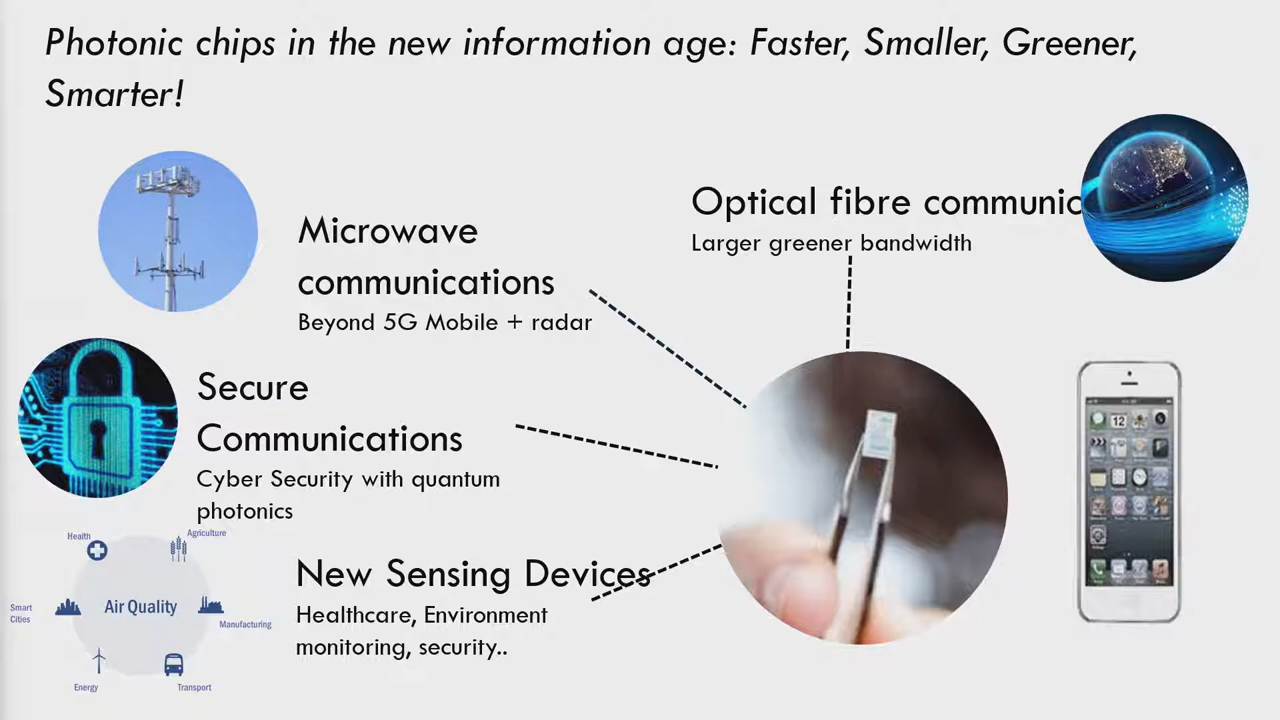 Photonic chips in the new information age: Faster, Smaller, Greener,
Smarter!
Microwave
communications
Beyond 5G Mobile + radar
Optical fibre communic
Larger greener bandwidth
Secure
Communications
Cyber Security with quantum
photonics
New Sensing Devices
Healthcare, Environment
monitoring, security..
Health
Agriculture
Smart
Cities
Air Quality
Manufacturing
Energy
Transport
12